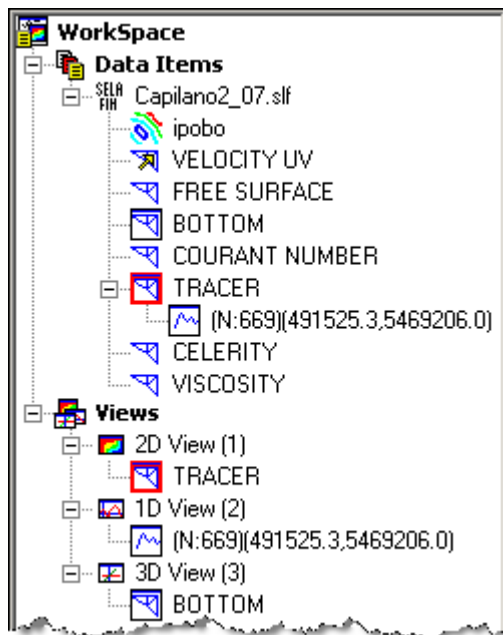 WorkSpace
Data Items
SELA
FIN
Capilano2_07.slf
ipobo
VELOCITY UV
FREE SURFACE
BOTTOM
COURANT NUMBER
TRACER
(N:669)(491525.3,5469206.0)
CELERITY
VISCOSITY
Views
2D View (1)
TRACER
1D View (2)
(N:669)(491525.3,5469206.0)
3D View (3)
BOTTOM